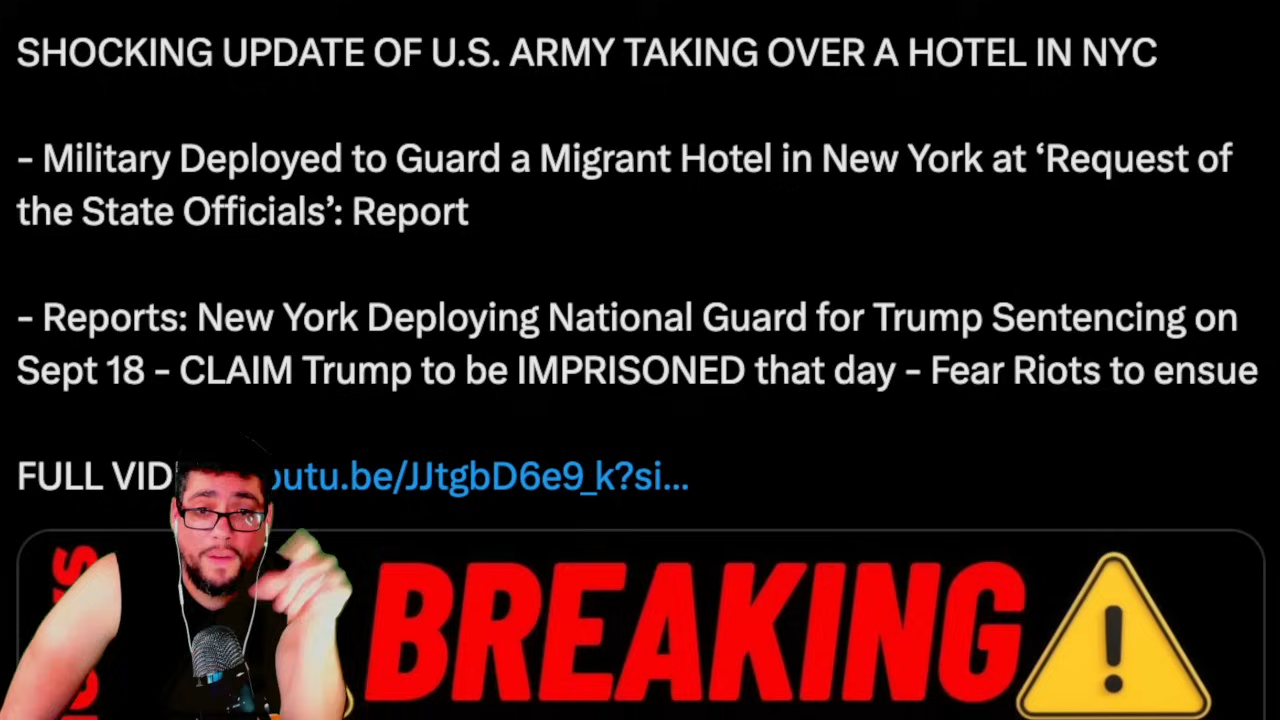 SHOCKING UPDATE OF U.S. ARMY TAKING OVER A HOTEL IN NYC
- Military Deployed to Guard a Migrant Hotel in New York at ‘Request of
the State Officials’: Report
- Reports: New York Deploying National Guard for Trump Sentencing on
Sept 18 - CLAIM Trump to be IMPRISONED that day - Fear Riots to ensue
FULL VID outu.be/JJtgbD6e9_k?si...
BREAKING